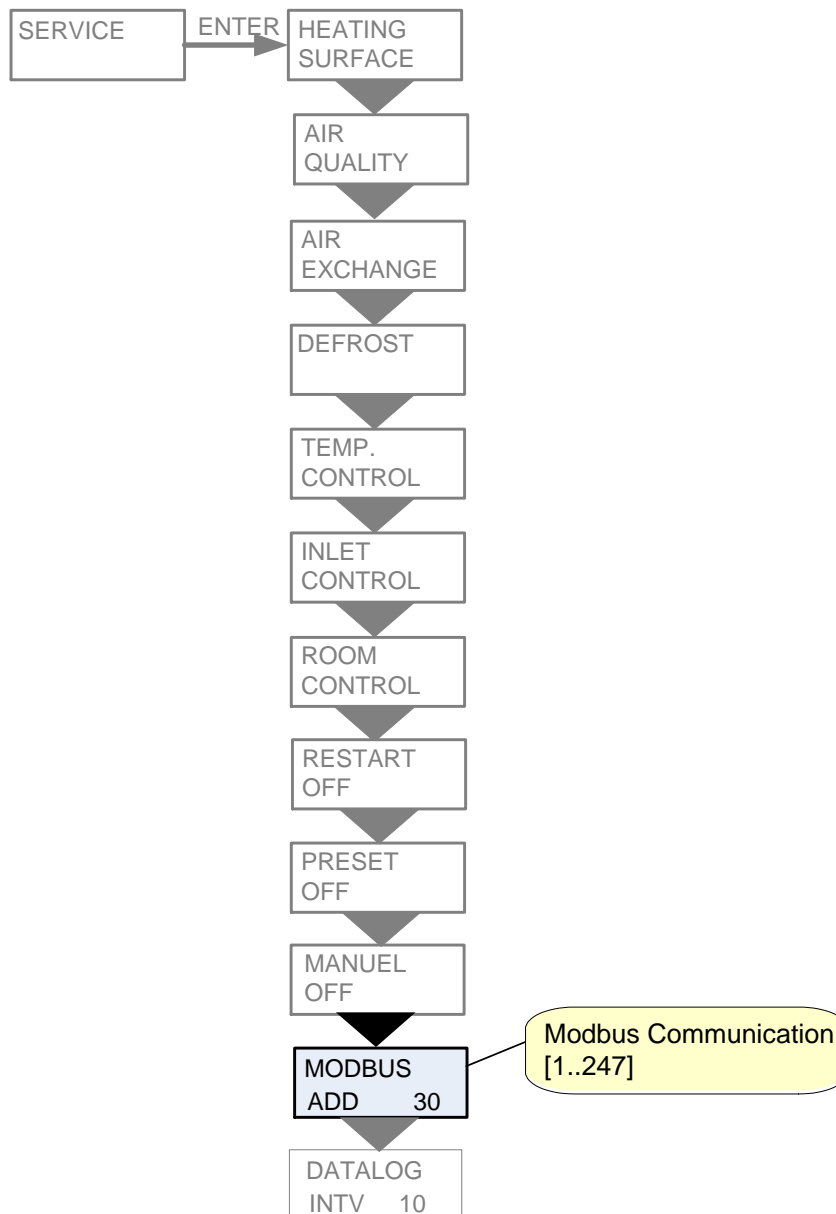 SERVICE
ENTER
HEATING
SURFACE
AIR
QUALITY
AIR
EXCHANGE
DEFROST
TEMP.
CONTROL
INLET
CONTROL
ROOM
CONTROL
RESTART
OFF
PRESET
OFF
MANUEL
OFF
MODBUS
ADD 30
Modbus Communication
[1..247]
DATALOG
INTV 10